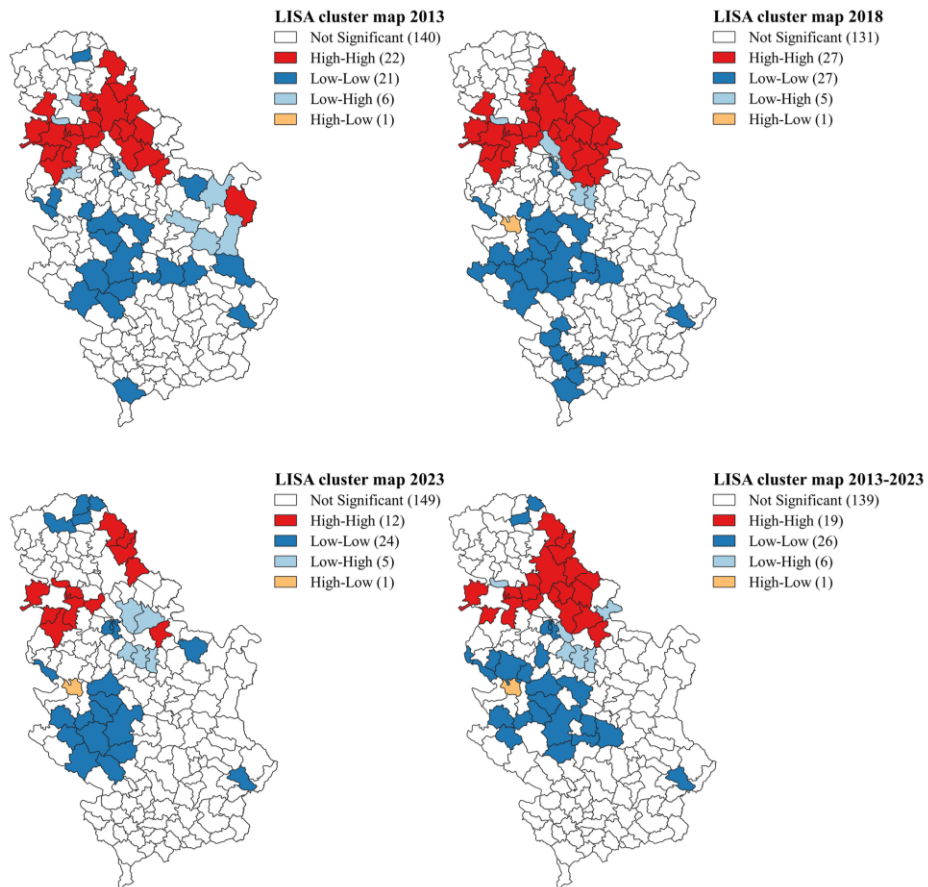 LISA cluster map 2013
Not Significant (140)
High-High (22)
Low-Low (21)
Low-High (6)
High-Low (1)
LISA cluster map 2018
Not Significant (131)
High-High (27)
Low-Low (27)
Low-High (5)
High-Low (1)
LISA cluster map 2023
Not Significant (149)
High-High (12)
Low-Low (24)
Low-High (5)
High-Low (1)
LISA cluster map 2013-2023
Not Significant (139)
High-High (19)
Low-Low (26)
Low-High (6)
High-Low (1)